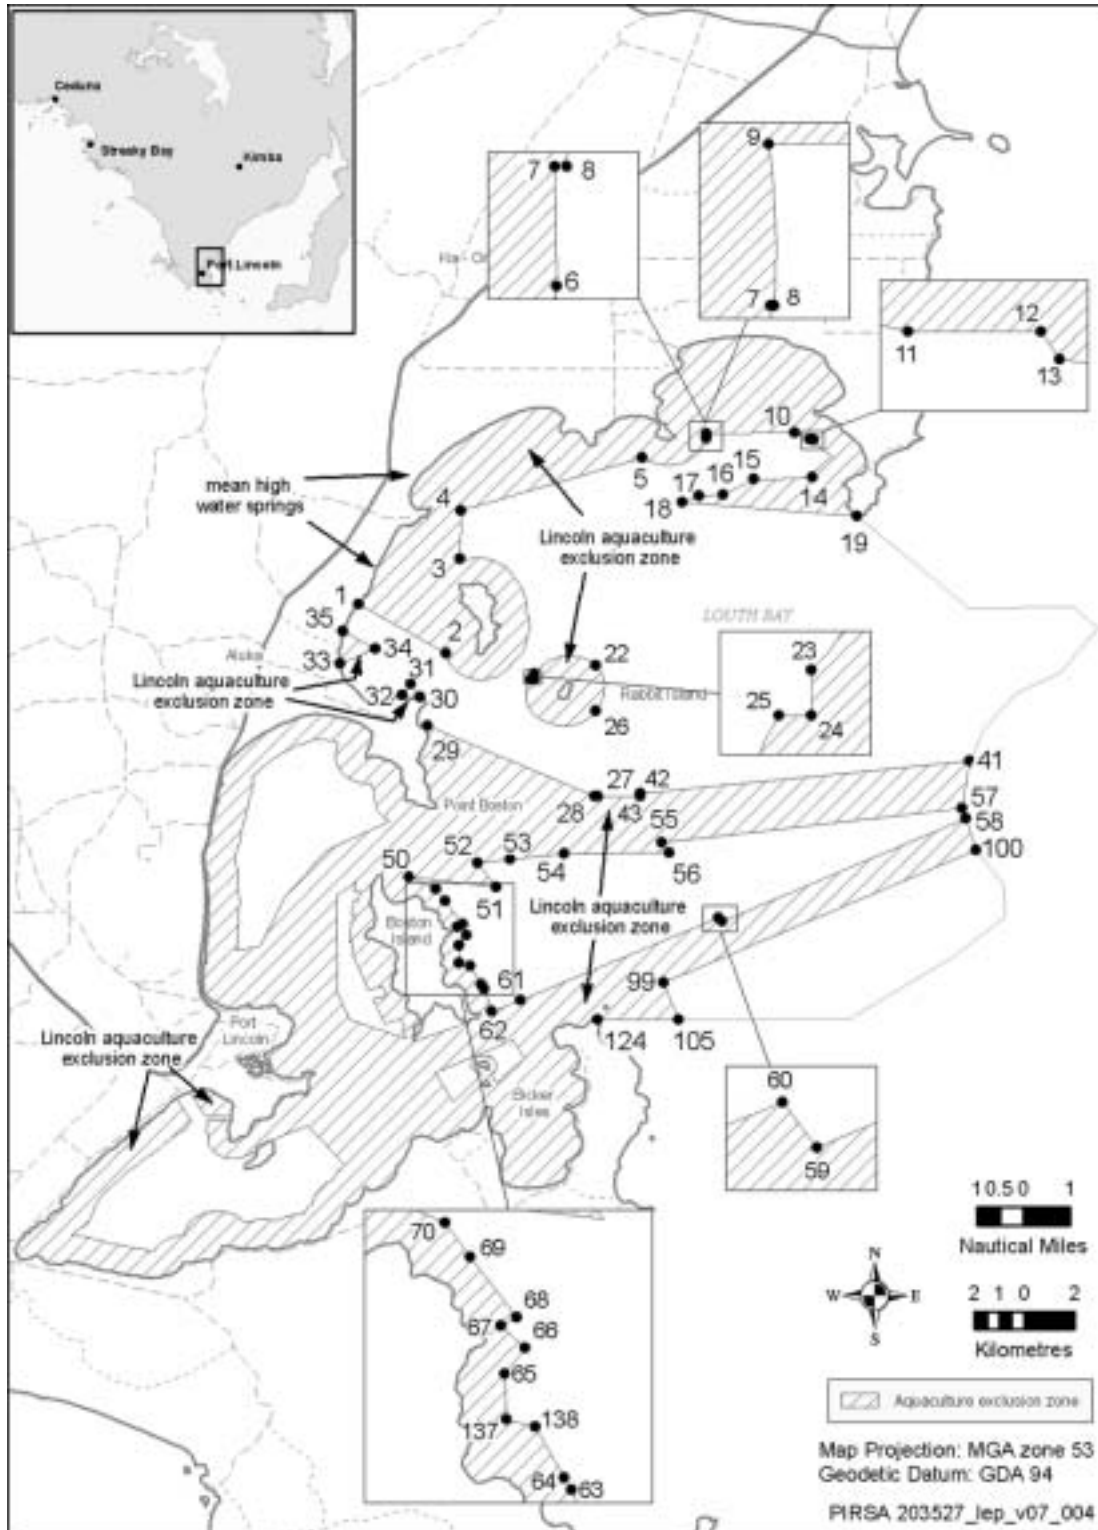 Ceduna
Streaky Bay
Kimba
Port Lincoln
7 8
6
9
7 8
12
11
13
10
5
15
16
17
14
18
19
mean high
water springs
4
Lincoln aquaculture
exclusion zone
3
1
LOUTH BAY
35
2
34
33
22
23
31
Lincoln aquaculture
exclusion zone
32
30
Rabbit Island
25
24
26
29
41
27 42
28 43
Point Boston
57
55
58
52 53
54
56
100
50
51
Lincoln aquaculture
exclusion zone
Boston
Island
61
99
62
124 105
Port
Lincoln
Lincoln aquaculture
exclusion zone
60
Bicker
Isles
59
70
69
68
67
66
65
137
138
64
63
1 0.5 0 1
Nautical Miles
N
W E
S
2 1 0 2
Kilometres
Aquaculture exclusion zone
Map Projection: MGA zone 53
Geodetic Datum: GDA 94
PIRSA 203527_lep_v07_004